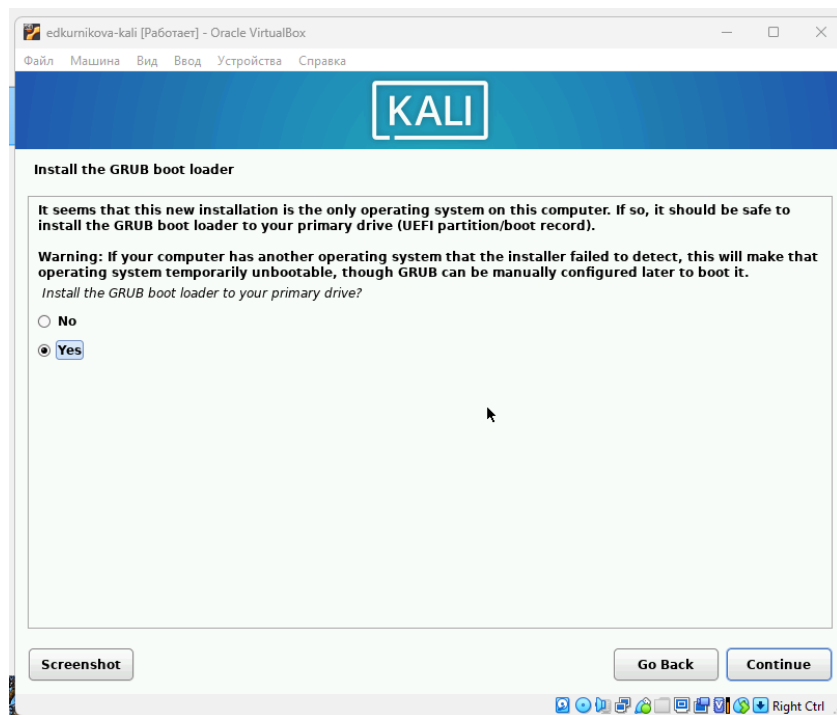 edkurnikova-kali [Работает] - Oracle VirtualBox
Файл Машина Вид Ввод Устройства Справка
KALI
Install the GRUB boot loader
It seems that this new installation is the only operating system on this computer. If so, it should be safe to
install the GRUB boot loader to your primary drive (UEFI partition/boot record).
Warning: If your computer has another operating system that the installer failed to detect, this will make that
operating system temporarily unbootable, though GRUB can be manually configured later to boot it.
Install the GRUB boot loader to your primary drive?
No
Yes
Screenshot Go Back Continue
Right Ctrl